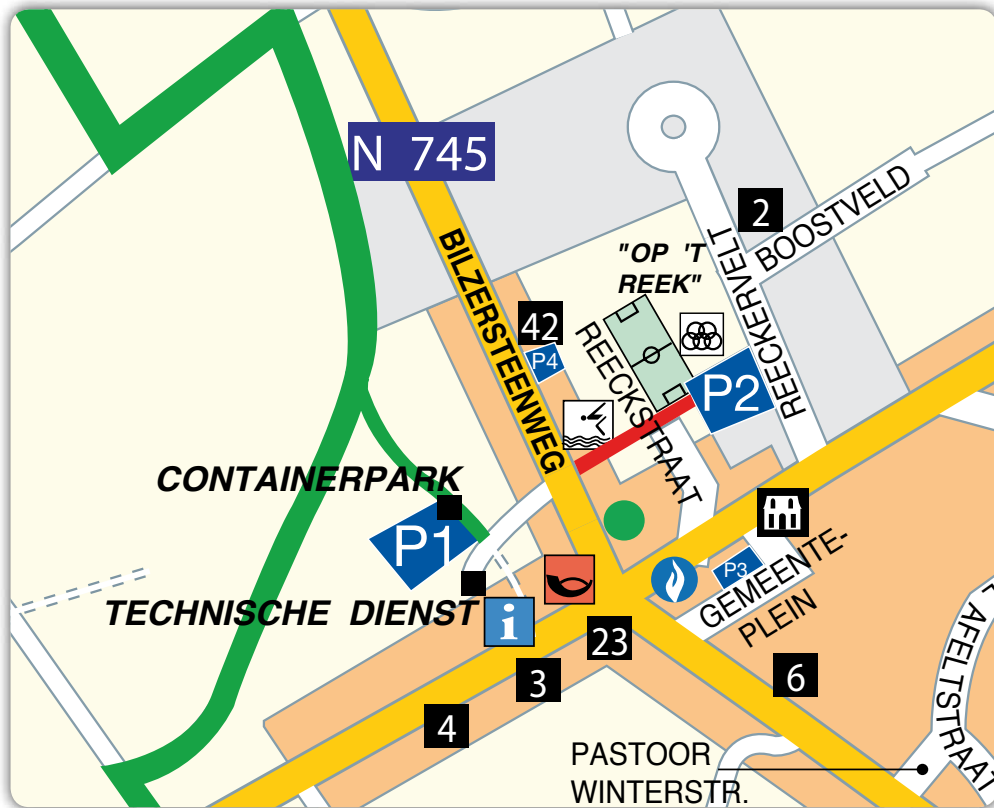 N 745
BILZERSTEENWEG
2
BOOSTVELD
"OP 'T
REEK"
REECKERVELT
42
P4
REECKSTRAAT
P2
CONTAINERPARK
P1
TECHNISCHE DIENST
i
P3
GEMEENTE-
PLEIN
23
3
6
4
PASTOOR
WINTERSTR.
LAFELTSTRAAT